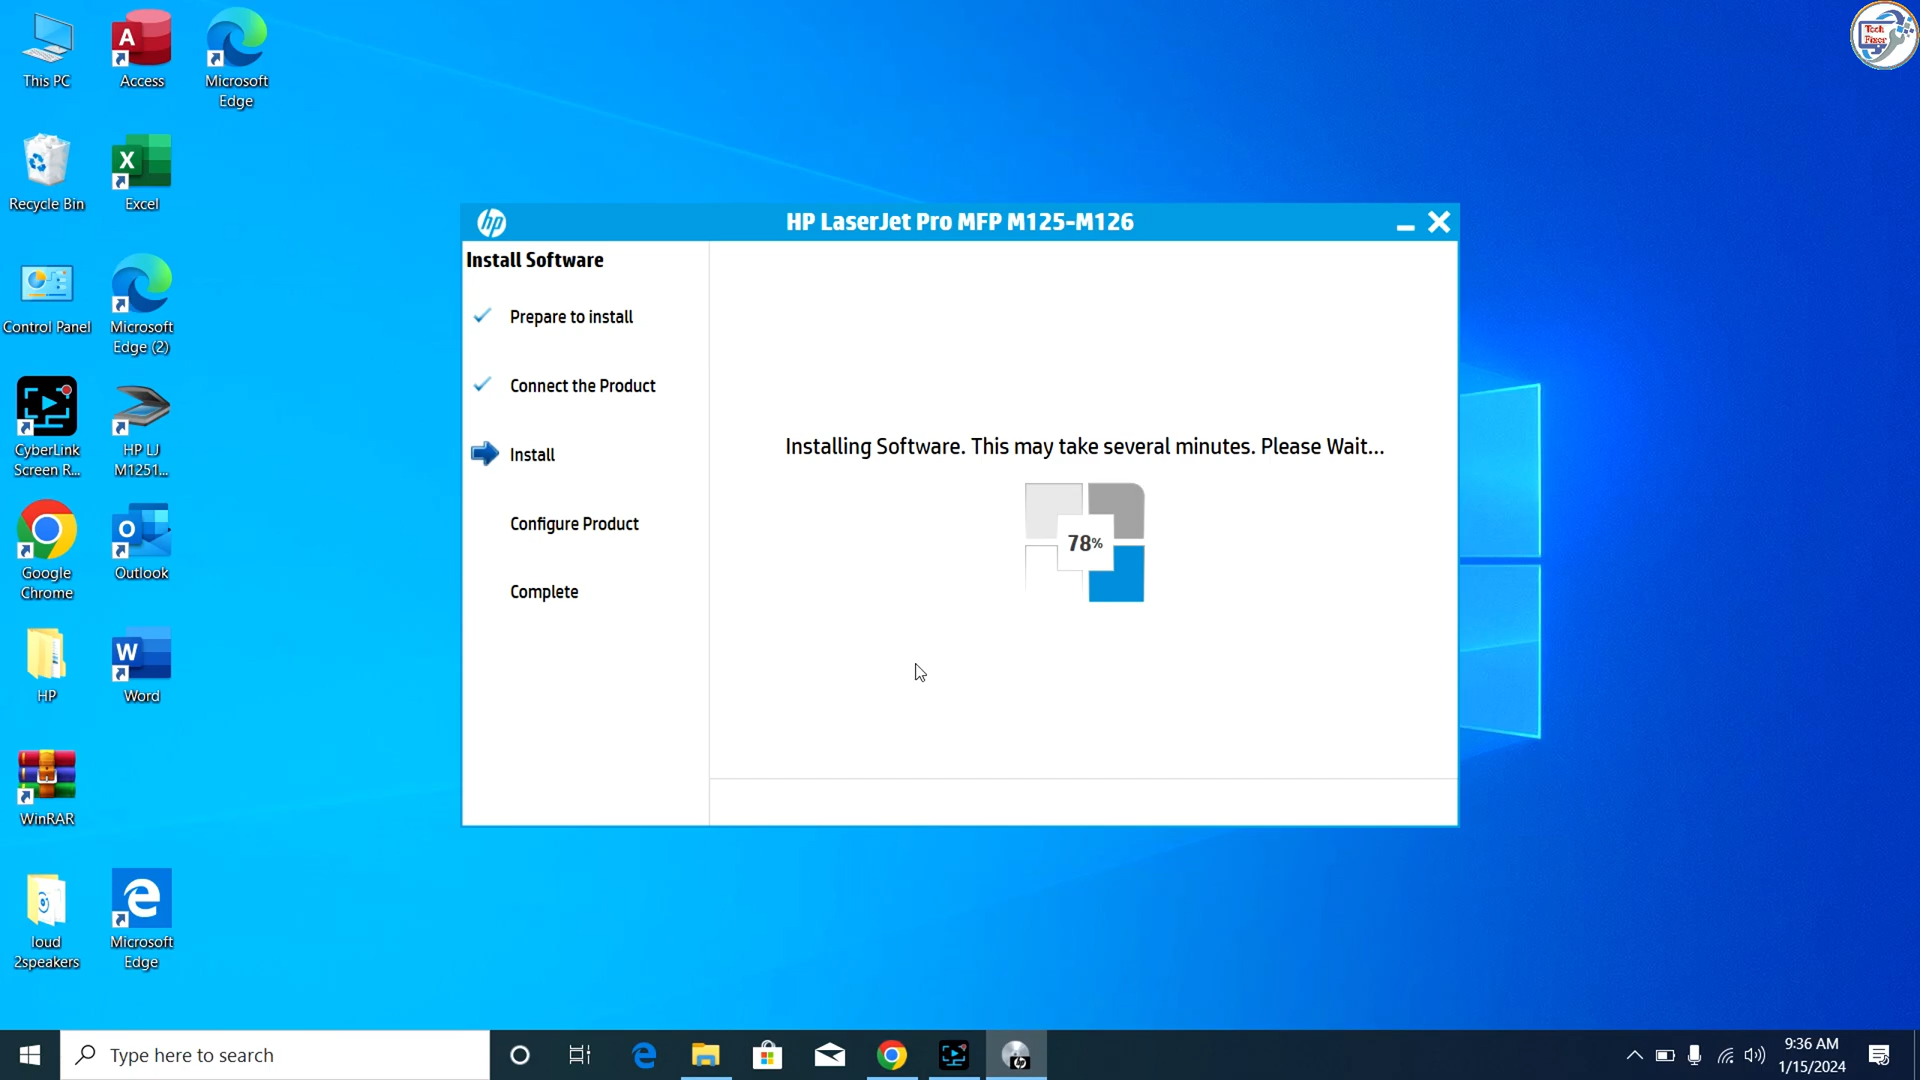 This PC
Access
Microsoft
Edge
Tech
Fixer
Recycle Bin
Excel
Control Panel
Microsoft
Edge (2)
CyberLink
Screen R...
HP LJ
M1251...
Google
Chrome
Outlook
HP
Word
WinRAR
loud
2speakers
Microsoft
Edge
hp
HP LaserJet Pro MFP M125-M126
Install Software
Prepare to install
Connect the Product
Install
Configure Product
Complete
Installing Software. This may take several minutes. Please Wait...
78%
Type here to search
9:36 AM
1/15/2024